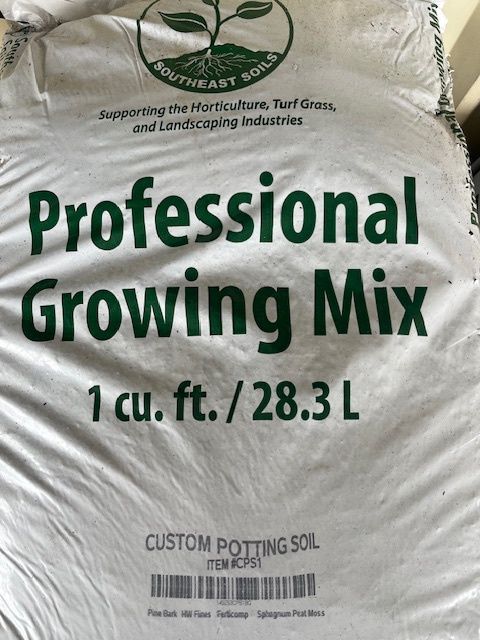 SOUTHEAST SOILS
Supporting the Horticulture, Turf Grass,
and Landscaping Industries
Professional
Growing Mix
1 cu. ft. / 28.3 L
CUSTOM POTTING SOIL
ITEM #CPS1
Pine Bark HW Fines Ferticomp Sphagnum Peat Moss